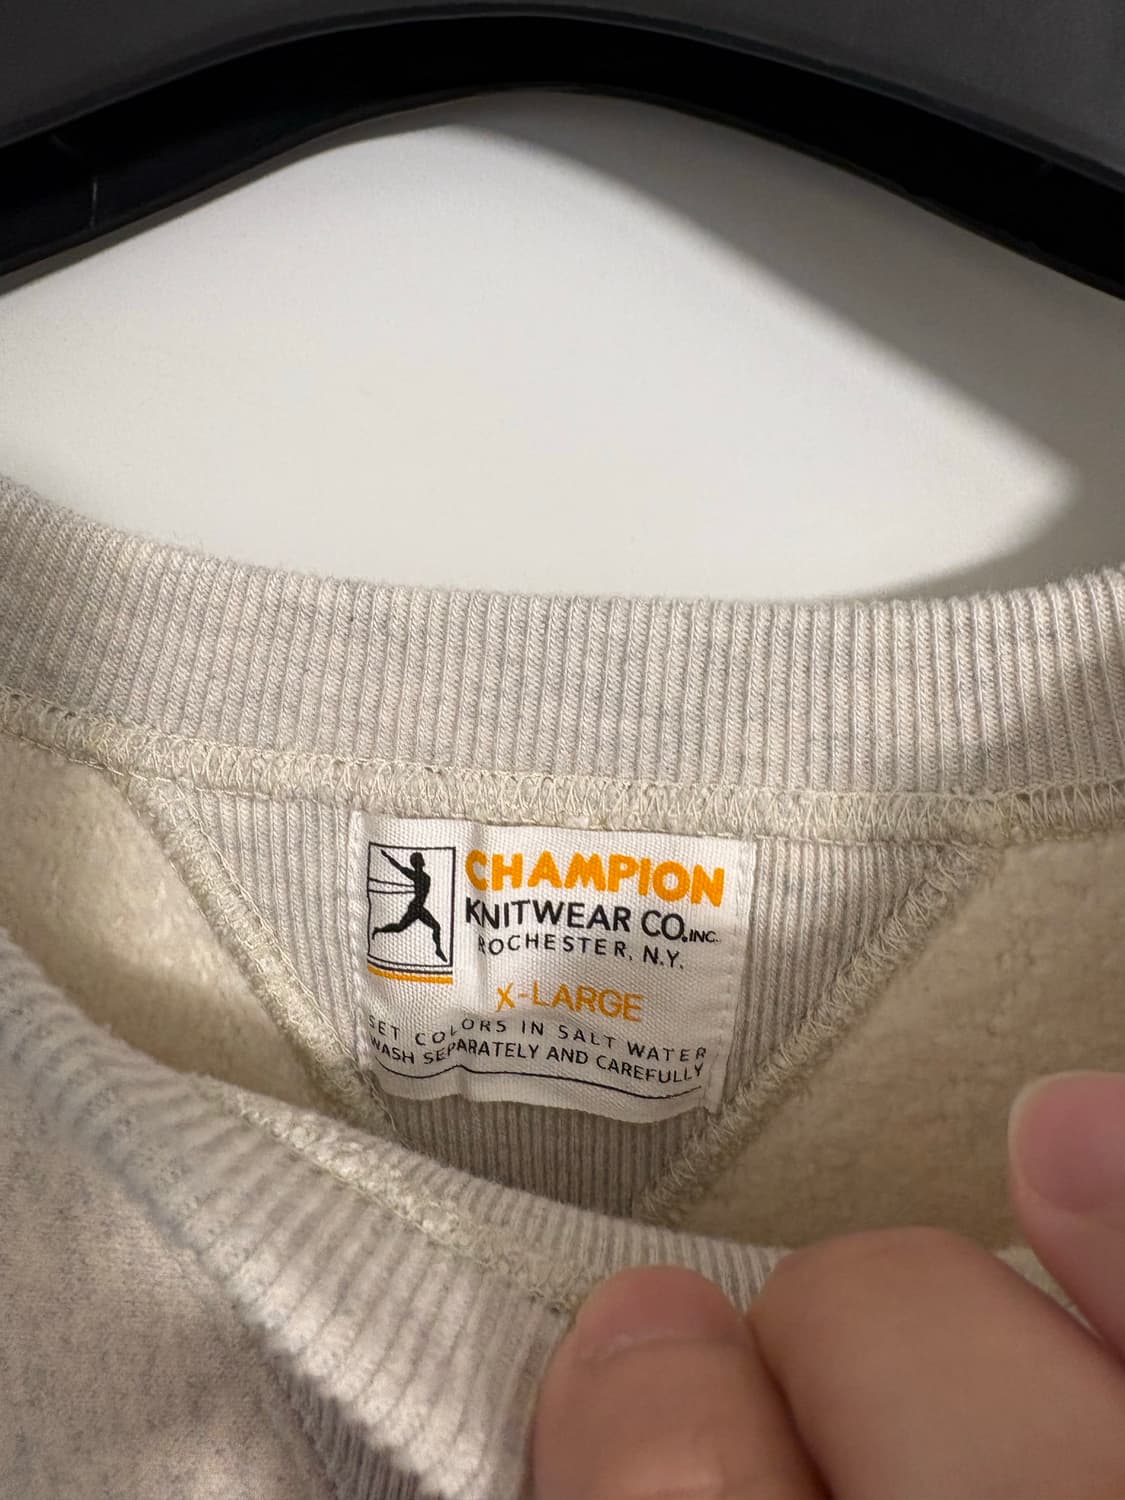 CHAMPION
KNITWEAR CO.INC.
ROCHESTER, N.Y.
X-LARGE
SET COLORS IN SALT WATER
WASH SEPARATELY AND CAREFULLY